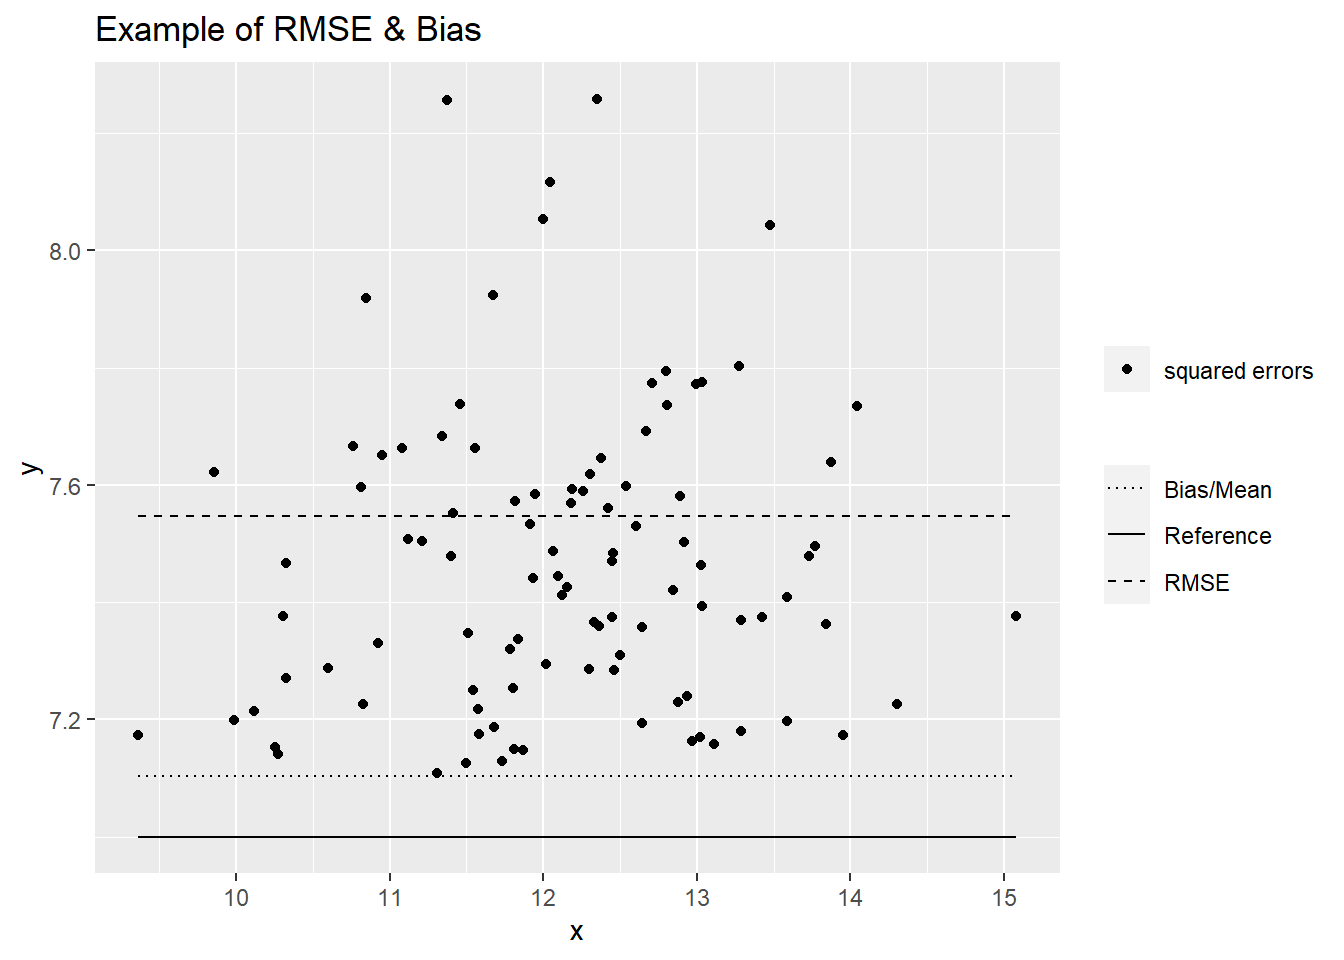 Example of RMSE & Bias
8.0
7.6
7.2
y
10 11 12 13 14 15
x
squared errors
Bias/Mean
Reference
RMSE